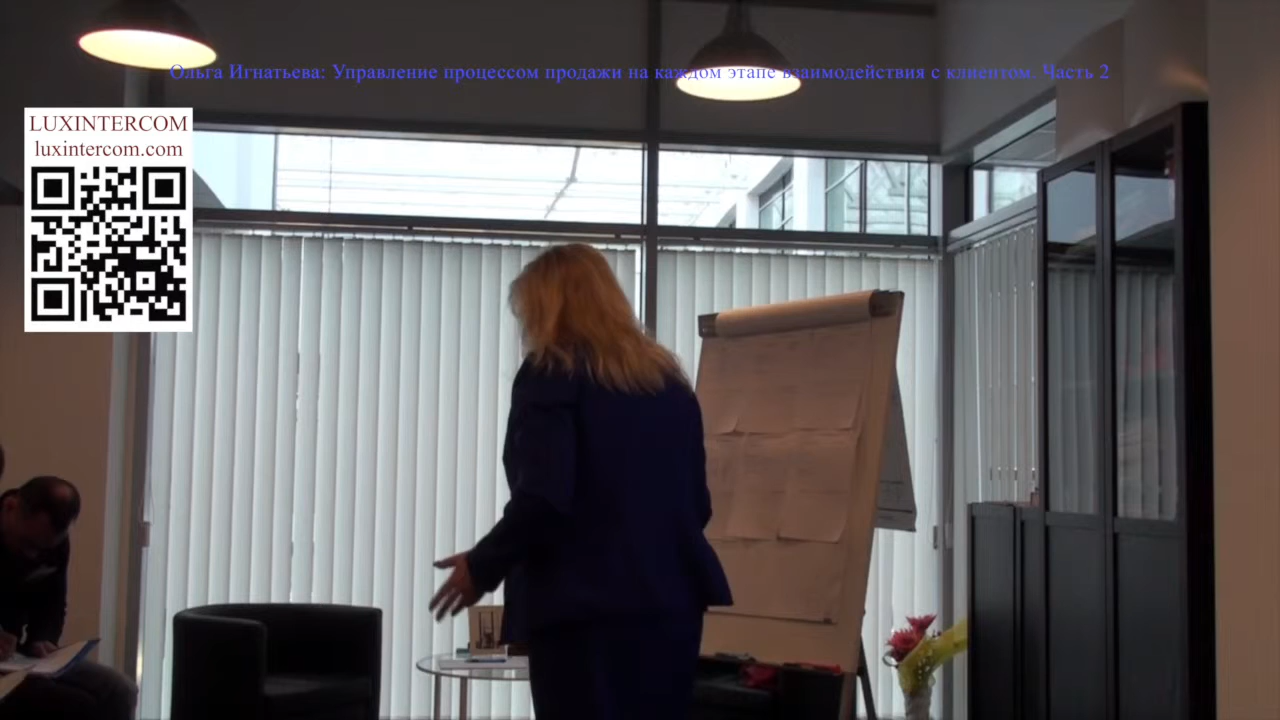 Ольга Игнатьева: Управление процессом продажи на каждом этапе взаимодействия с клиентом. Часть 2
LUXINTERCOM
luxintercom.com